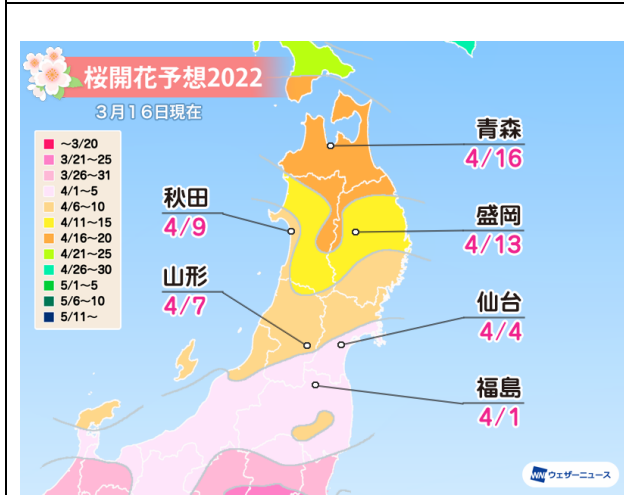 桜開花予想2022
3月16日現在
～3/20
3/21～25
3/26～31
4/1～5
4/6～10
4/11～15
4/16～20
4/21～25
4/26～30
5/1～5
5/6～10
5/11～
青森
4/16
秋田
4/9
盛岡
4/13
山形
4/7
仙台
4/4
福島
4/1
WNI ウェザーニュース